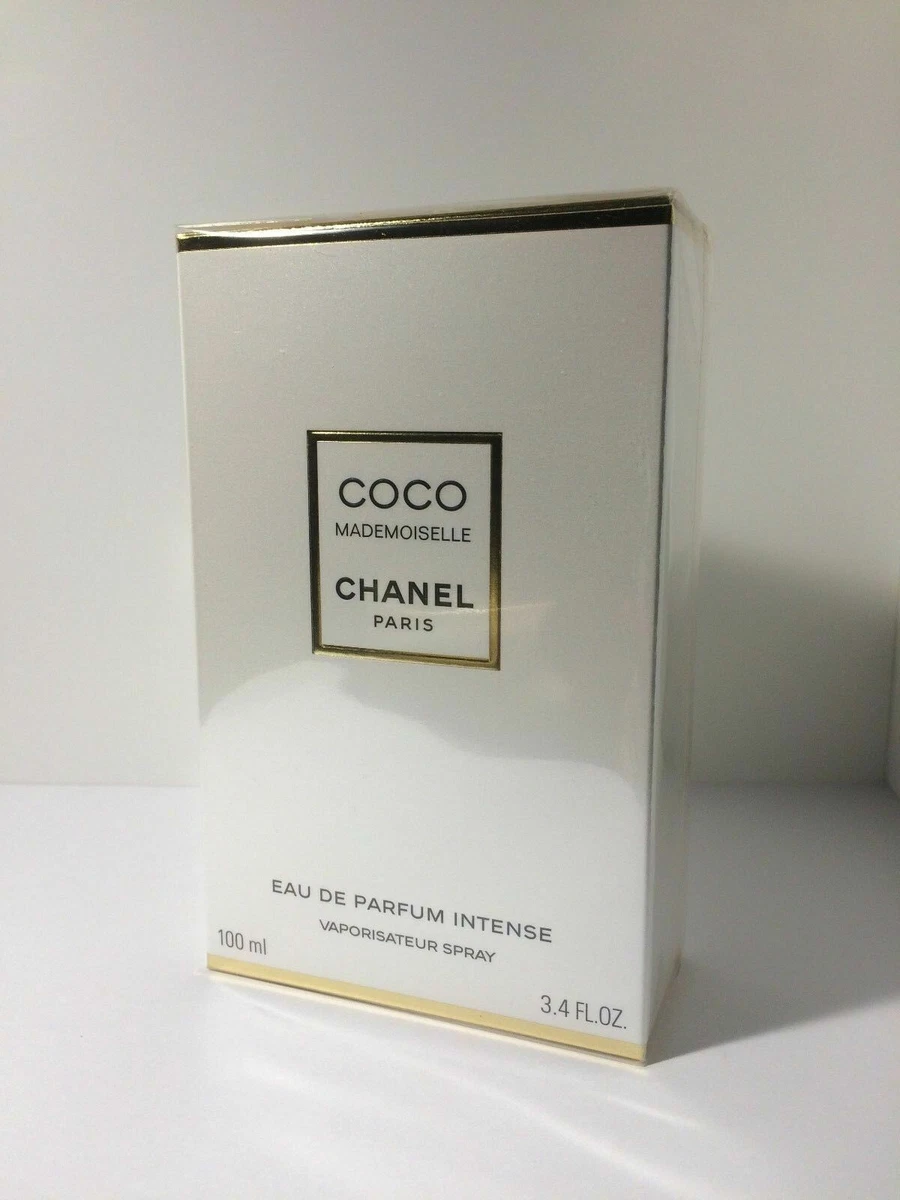 COCO
MADEMOISELLE
CHANEL
PARIS
EAU DE PARFUM INTENSE
VAPORISATEUR SPRAY
100 ml
3.4 FL.OZ.